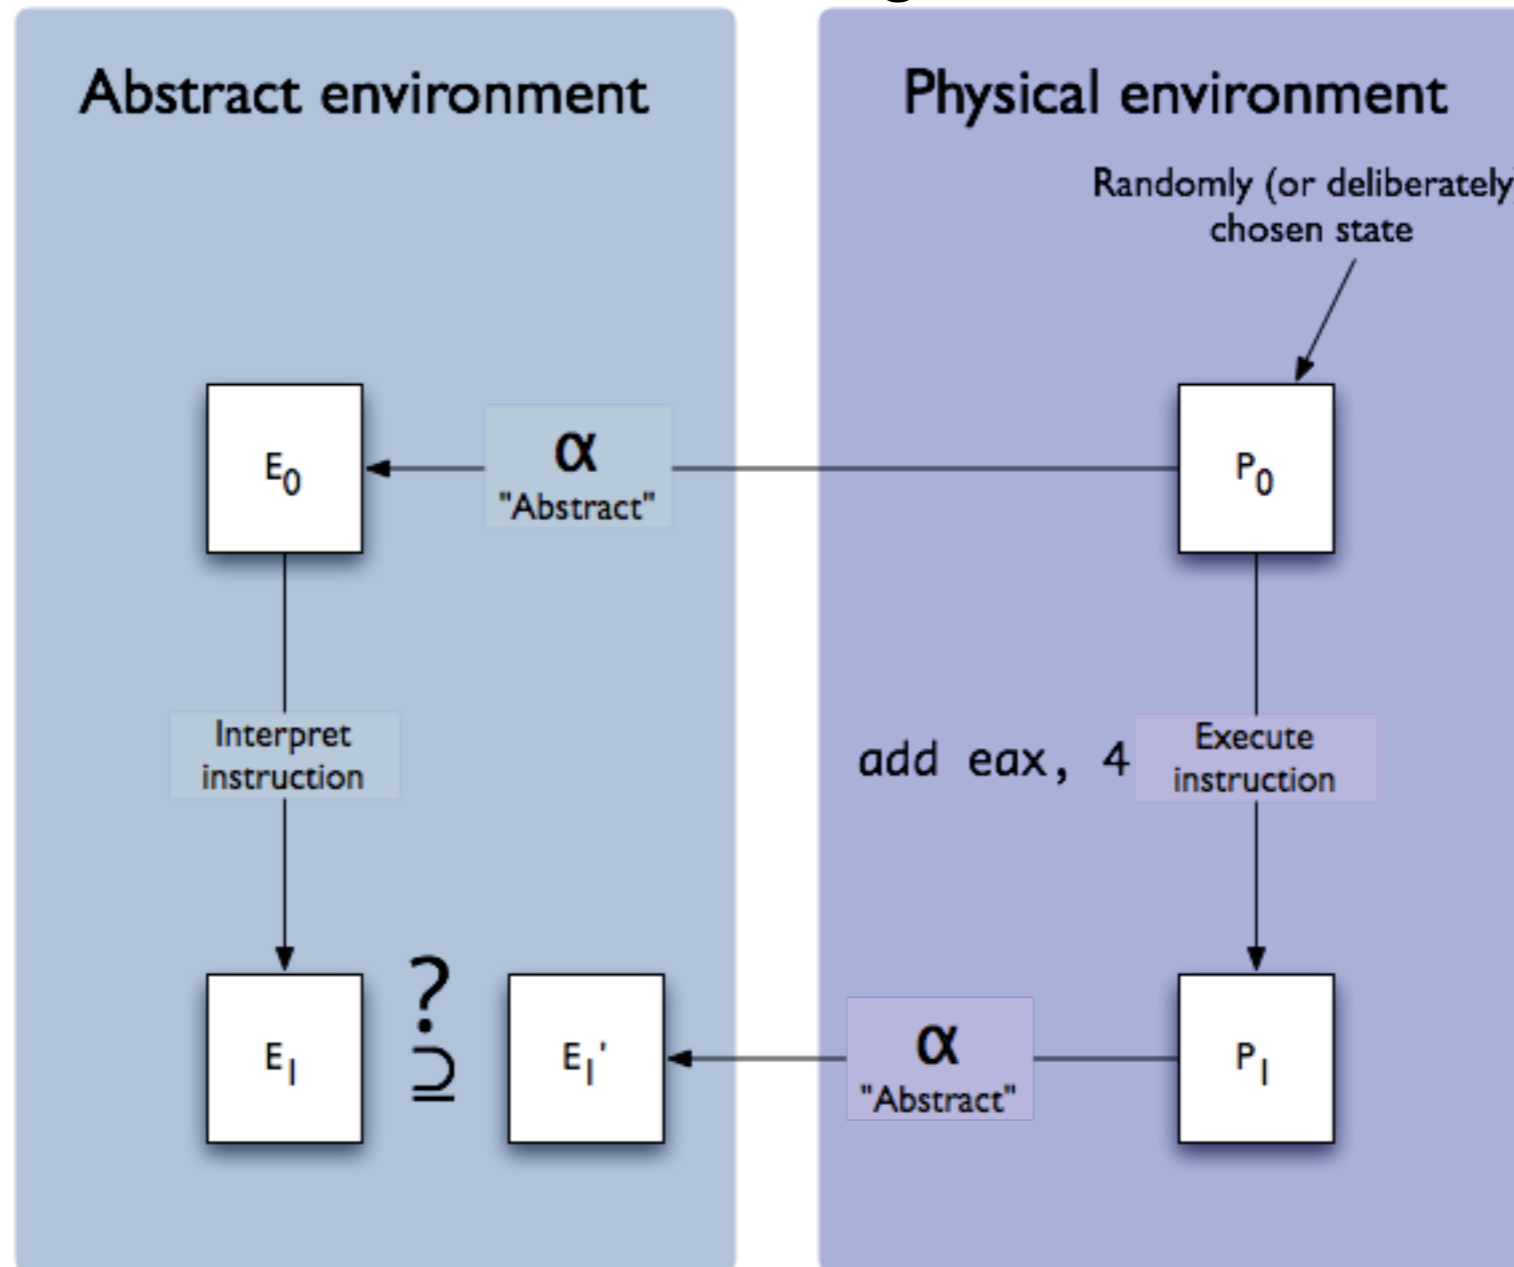 Abstract environment
Physical environment
Randomly (or deliberately)
chosen state
E0
α
"Abstract"
P0
Interpret
instruction
add eax, 4
Execute
instruction
E1
?
⊇
E1'
α
"Abstract"
P1